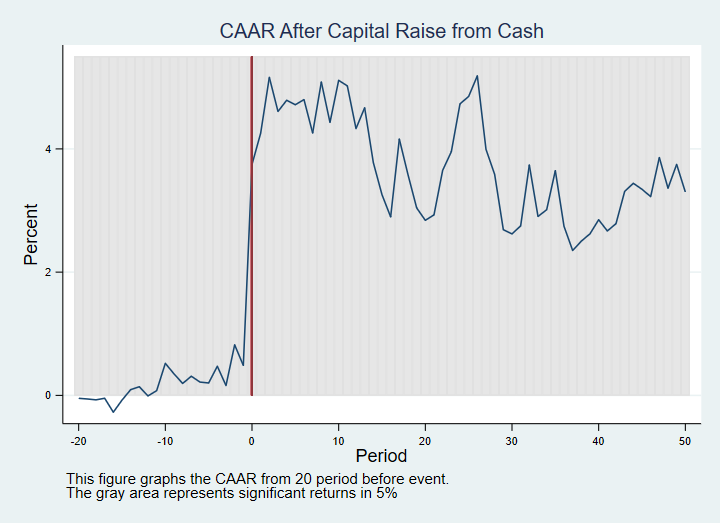 CAAR After Capital Raise from Cash
Percent
4
2
0
-20 -10 0 10 20 30 40 50
Period
This figure graphs the CAAR from 20 period before event.
The gray area represents significant returns in 5%